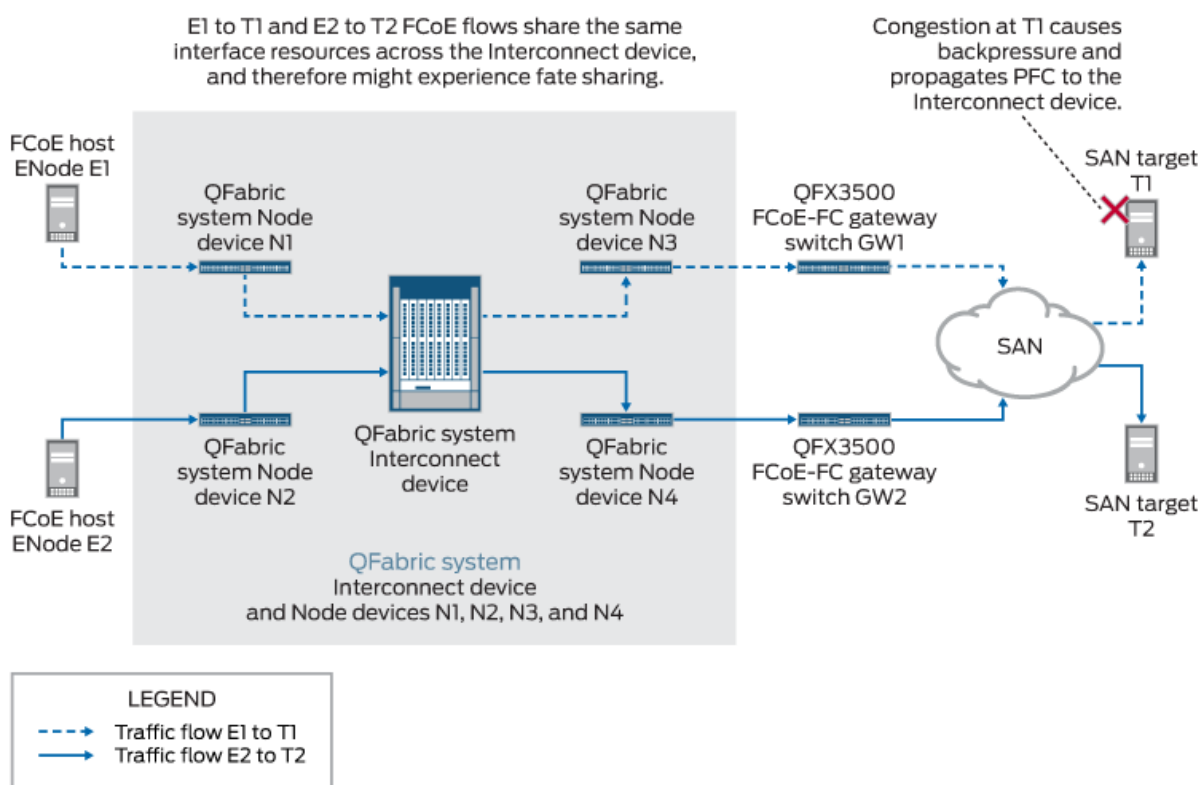 E1 to T1 and E2 to T2 FCoE flows share the same
interface resources across the Interconnect device,
and therefore might experience fate sharing.
Congestion at T1 causes
backpressure and
propagates PFC to the
Interconnect device.
FCoE host
ENode E1
QFabric
system Node
device N1
QFabric
system Node
device N3
QFX3500
FCoE-FC gateway
switch GW1
SAN target
T1
SAN
FCoE host
ENode E2
QFabric
system Node
device N2
QFabric system
Interconnect
device
QFabric
system Node
device N4
QFX3500
FCoE-FC gateway
switch GW2
SAN target
T2
QFabric system
Interconnect device
and Node devices N1, N2, N3, and N4
LEGEND
Traffic flow E1 to T1
Traffic flow E2 to T2